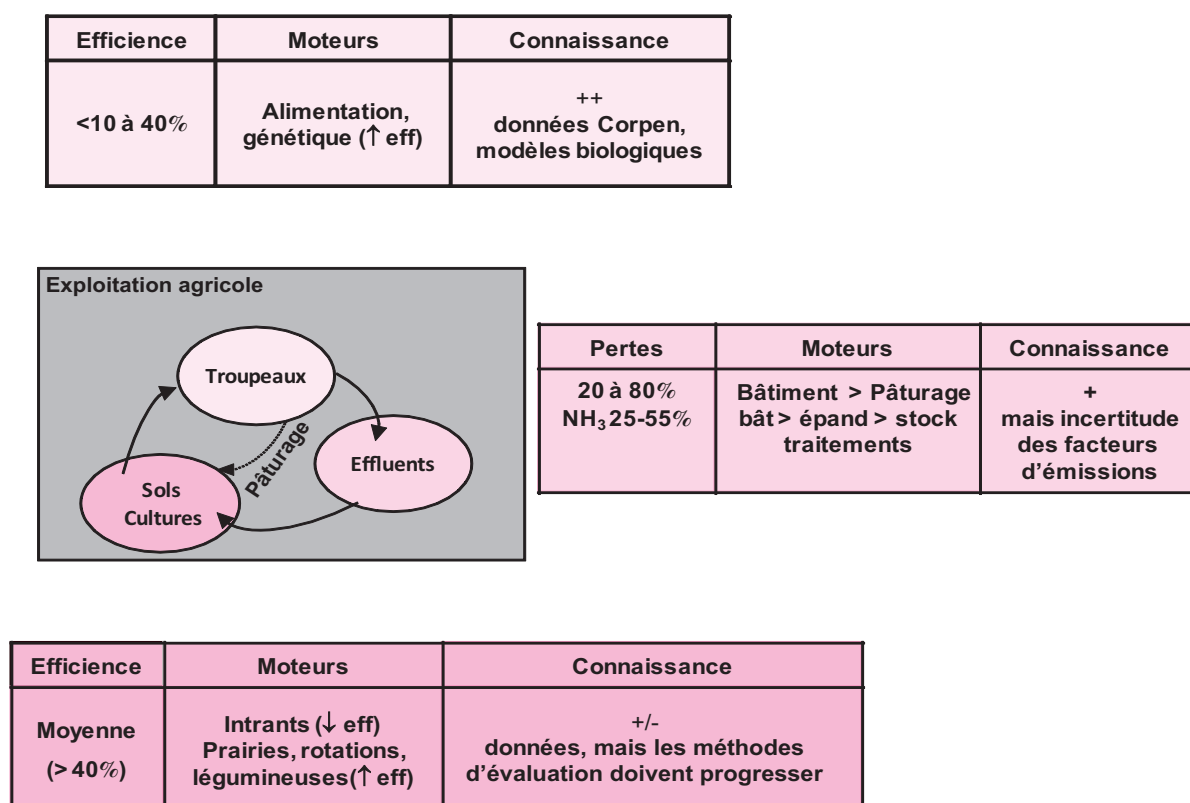 Efficience Moteurs Connaissance
<10 à 40% Alimentation, génétique (↑ eff) ++ données Corpen, modèles biologiques
Exploitation agricole
Troupeaux
Pâturage
Effluents
Sols
Cultures
Pertes Moteurs Connaissance
20 à 80% Bâtiment > Pâturage +
NH₃ 25-55% bât > épand > stock mais incertitude
traitements des facteurs
d'émissions
Efficience Moteurs Connaissance
Moyenne Intrants (↓ eff) +/-
(> 40%) Prairies, rotations, données, mais les méthodes
légumineuses(↑ eff) d'évaluation doivent progresser